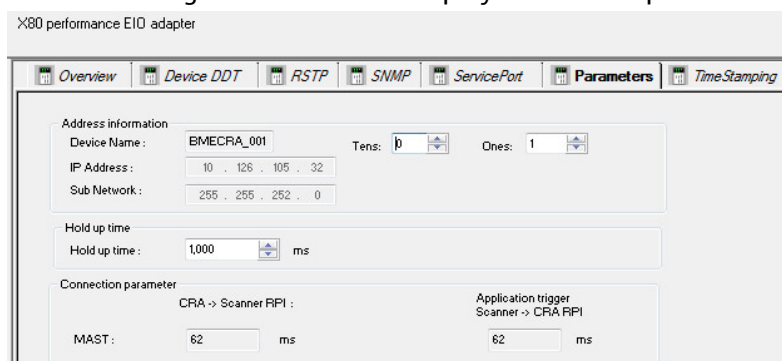 X80 performance EIO adapter
Overview Device DDT RSTP SNMP ServicePort Parameters TimeStamping
Address information
Device Name : BMECRA_001 Tens: 0 Ones: 1
IP Address : 10 . 126 . 105 . 32
Sub Network : 255 . 255 . 252 . 0
Hold up time
Hold up time : 1,000 ms
Connection parameter
CRA -> Scanner RPI : Application trigger
Scanner -> CRA RPI
MAST : 62 ms 62 ms